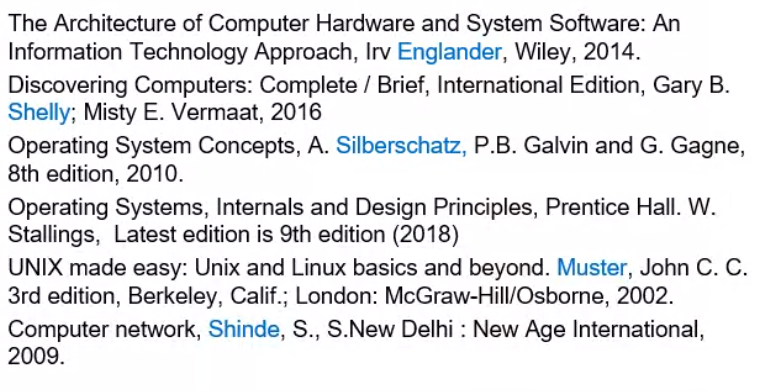 The Architecture of Computer Hardware and System Software: An
Information Technology Approach, Irv Englander, Wiley, 2014.
Discovering Computers: Complete / Brief, International Edition, Gary B.
Shelly; Misty E. Vermaat, 2016
Operating System Concepts, A. Silberschatz, P.B. Galvin and G. Gagne,
8th edition, 2010.
Operating Systems, Internals and Design Principles, Prentice Hall. W.
Stallings,  Latest edition is 9th edition (2018)
UNIX made easy: Unix and Linux basics and beyond. Muster, John C. C.
3rd edition, Berkeley, Calif.; London: McGraw-Hill/Osborne, 2002.
Computer network, Shinde, S., S.New Delhi : New Age International,
2009.